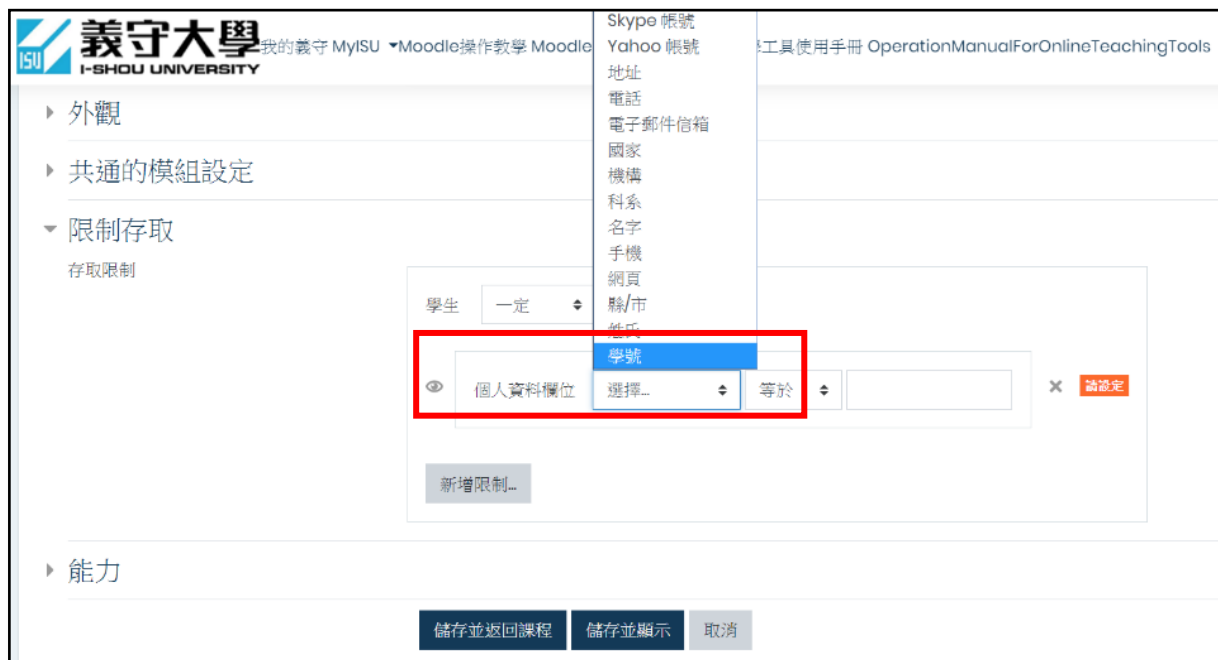 義守大學
ISU
I-SHOU UNIVERSITY
我的義守 MyISU Moodle操作教學 Moodle
工具使用手冊 OperationManualForOnlineTeachingTools
Skype 帳號
Yahoo 帳號
地址
電話
電子郵件信箱
國家
機構
科系
名字
手機
網頁
縣/市
姓氏
學號
外觀
共通的模組設定
限制存取
存取限制
學生 一定
個人資料欄位 選擇... 等於 請設定
新增限制...
能力
儲存並返回課程 儲存並顯示 取消